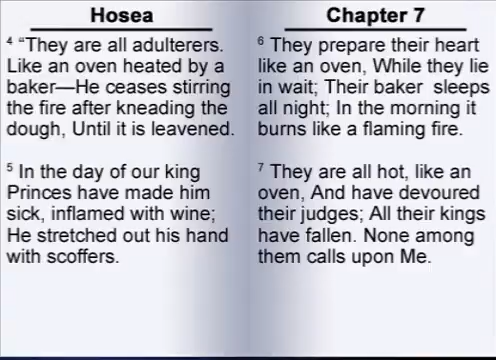 Hosea
Chapter 7
4 “They are all adulterers.
Like an oven heated by a
baker—He ceases stirring
the fire after kneading the
dough, Until it is leavened.
5 In the day of our king
Princes have made him
sick, inflamed with wine;
He stretched out his hand
with scoffers.
6 They prepare their heart
like an oven, While they lie
in wait; Their baker sleeps
all night; In the morning it
burns like a flaming fire.
7 They are all hot, like an
oven, And have devoured
their judges; All their kings
have fallen. None among
them calls upon Me.